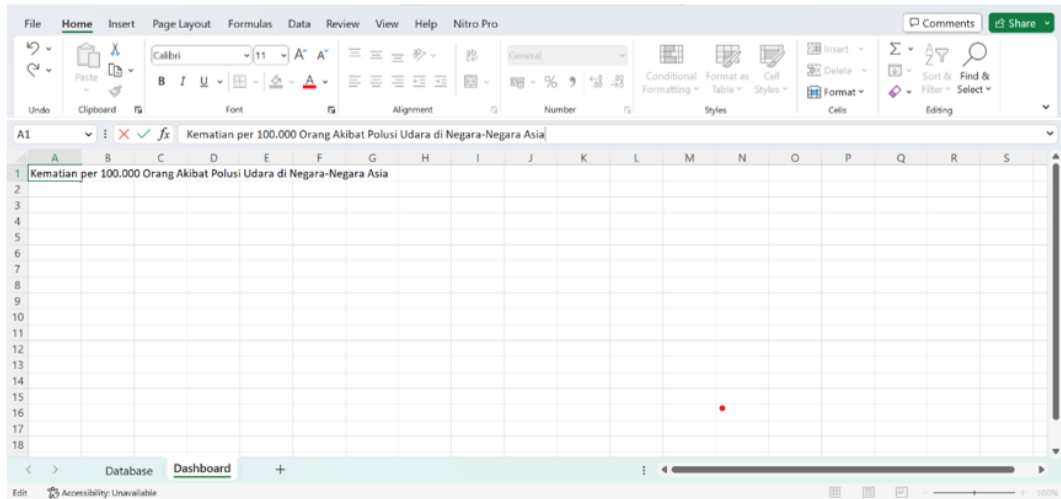 File Home Insert Page Layout Formulas Data Review View Help Nitro Pro Comments Share
Calibri 11 A^ A˅ General Insert
Paste B I U A % 9 Conditional Format as Cell Delete Sort & Find &
Formatting Table Styles Format Filter Select
Undo Clipboard Font Alignment Number Styles Cells Editing
A1 fx Kematian per 100.000 Orang Akibat Polusi Udara di Negara-Negara Asia
A B C D E F G H I J K L M N O P Q R S
1 Kematian per 100.000 Orang Akibat Polusi Udara di Negara-Negara Asia
2
3
4
5
6
7
8
9
10
11
12
13
14
15
16
17
18
Database Dashboard +
Edit Accessibility: Unavailable 100%